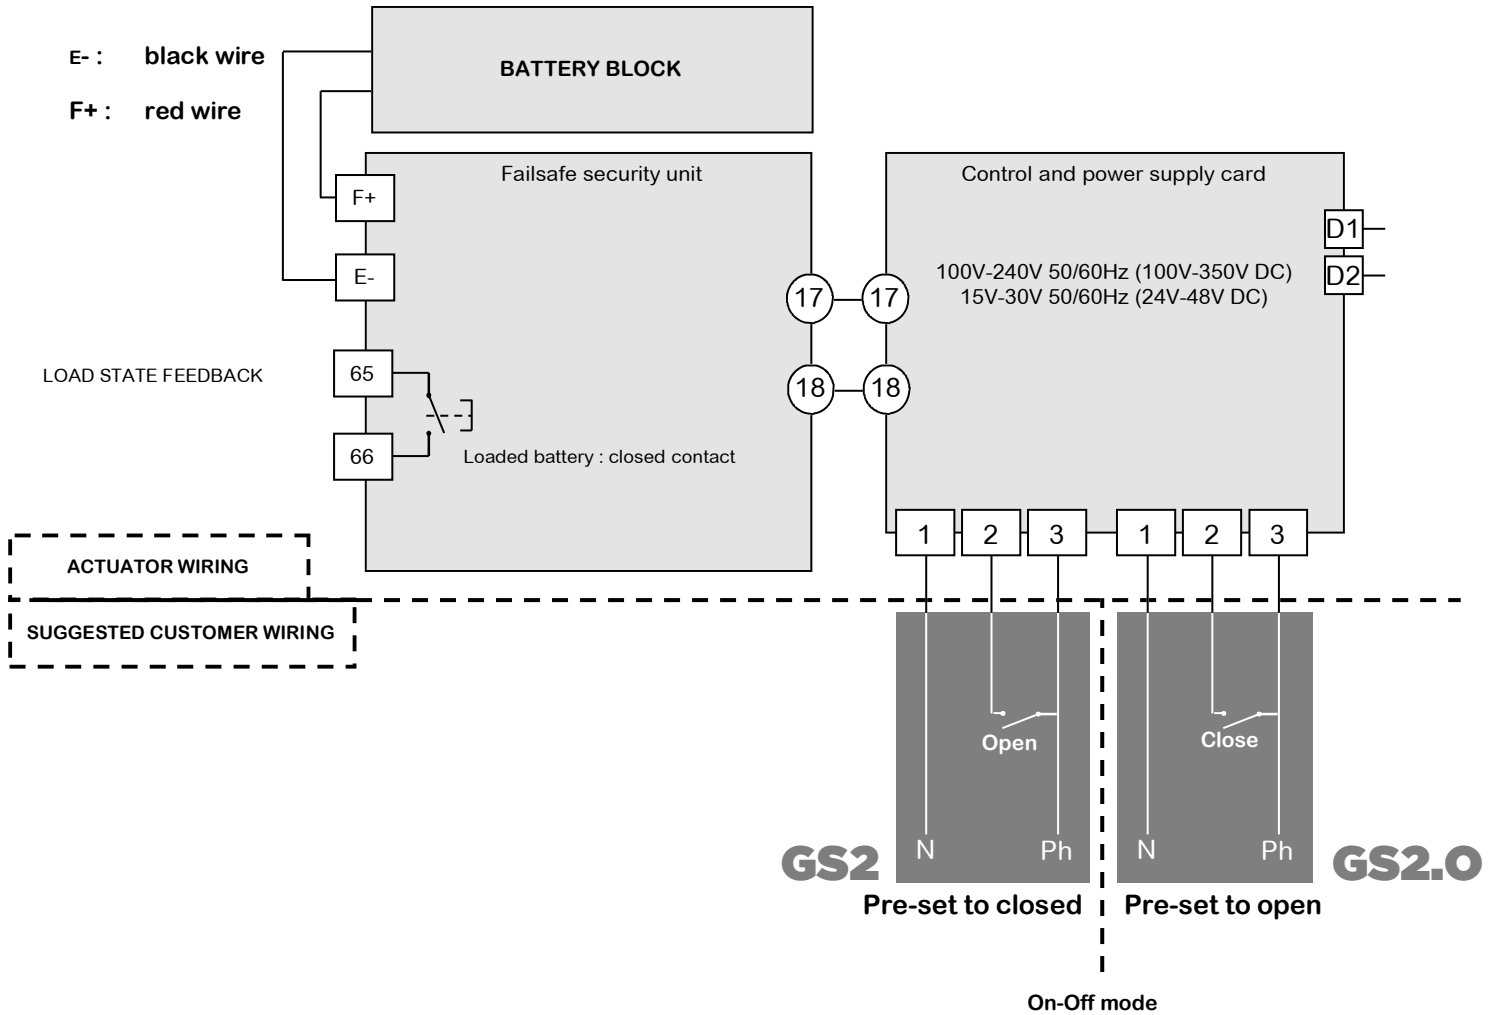 E- : black wire
F+ : red wire
BATTERY BLOCK
Failsafe security unit
F+
E-
65
66
LOAD STATE FEEDBACK
Loaded battery : closed contact
17
18
17
18
Control and power supply card
100V-240V 50/60Hz (100V-350V DC)
15V-30V 50/60Hz (24V-48V DC)
D1
D2
1 2 3 1 2 3
ACTUATOR WIRING
SUGGESTED CUSTOMER WIRING
Open
N Ph
GS2
Pre-set to closed
Close
N Ph
GS2.O
Pre-set to open
On-Off mode